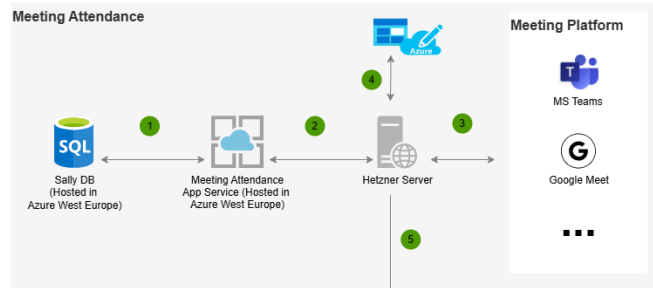 Meeting Attendance
Meeting Platform
Azure
4
T
MS Teams
1
2
3
SQL
G
Sally DB
(Hosted in
Azure West Europe)
Meeting Attendance
App Service (Hosted in
Azure West Europe)
Hetzner Server
Google Meet
5
...